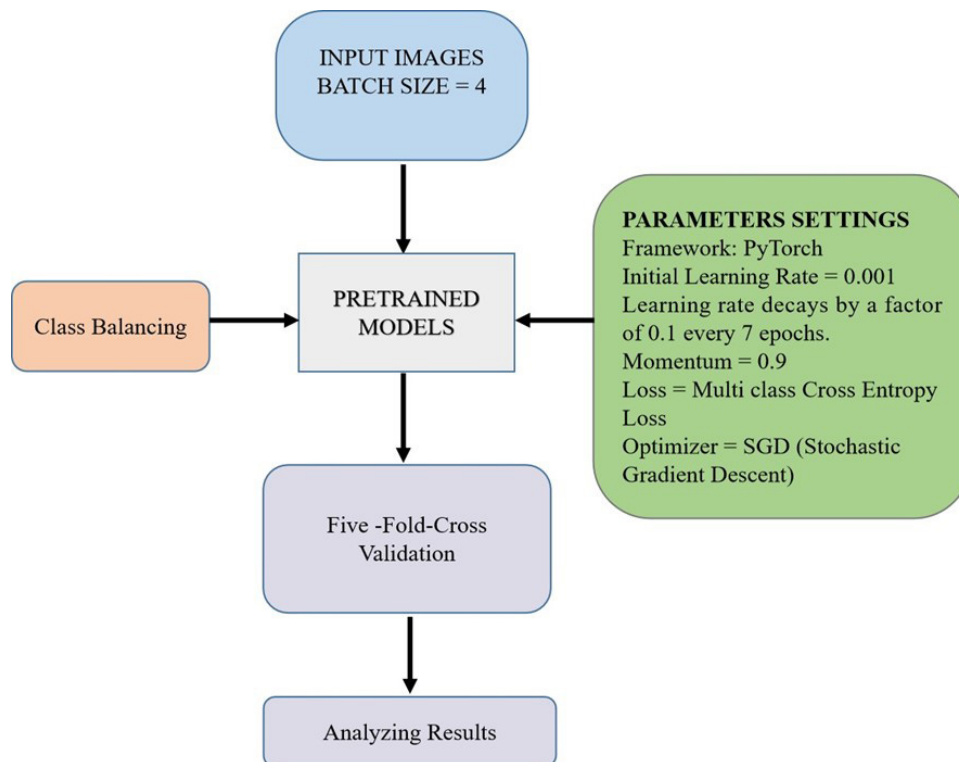 INPUT IMAGES
BATCH SIZE = 4
PARAMETERS SETTINGS
Framework: PyTorch
Initial Learning Rate = 0.001
Learning rate decays by a factor
of 0.1 every 7 epochs.
Momentum = 0.9
Loss = Multi class Cross Entropy
Loss
Optimizer = SGD (Stochastic
Gradient Descent)
PRETRAINED
MODELS
Class Balancing
Five -Fold-Cross
Validation
Analyzing Results